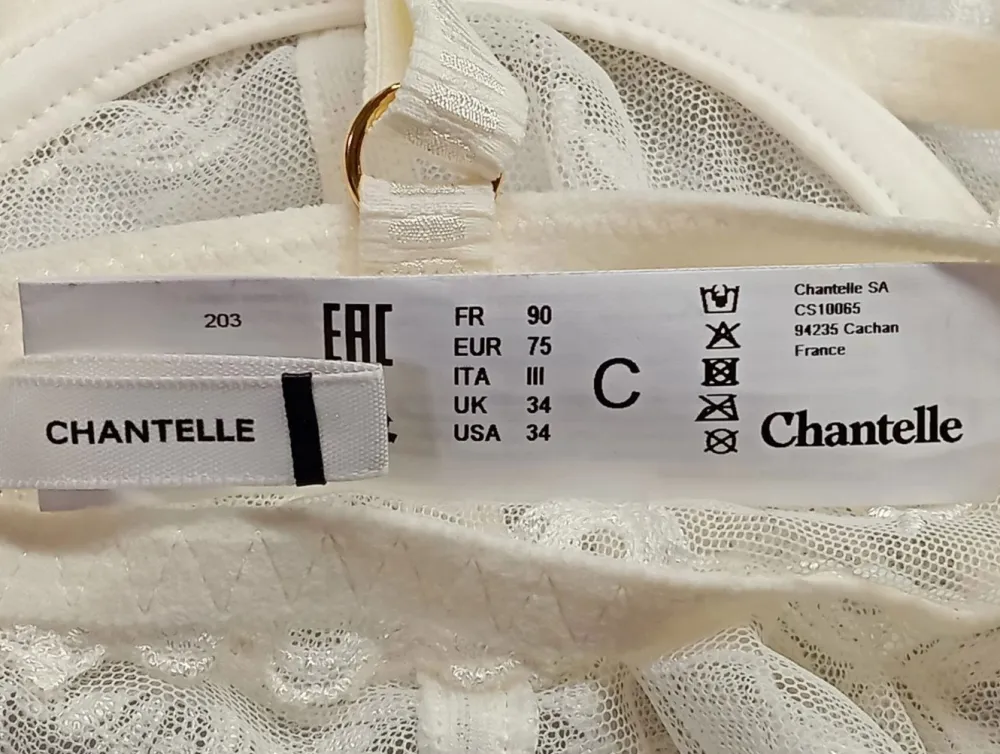 203
EAC
FR 90
EUR 75
ITA III
UK 34
USA 34
C
Chantelle SA
CS10065
94235 Cachan
France
Chantelle
CHANTELLE